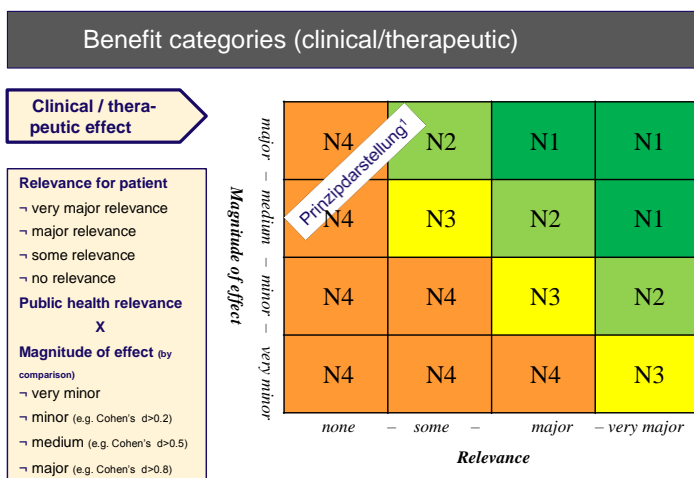 Benefit categories (clinical/therapeutic)
Clinical / thera-
peutic effect
Relevance for patient
¬ very major relevance
¬ major relevance
¬ some relevance
¬ no relevance
Public health relevance
X
Magnitude of effect (by
comparison)
¬ very minor
¬ minor (e.g. Cohen's d>0.2)
¬ medium (e.g. Cohen's d>0.5)
¬ major (e.g. Cohen's d>0.8)
Magnitude of effect
major – medium – minor – very minor
N4 N2 N1 N1
N4 N3 N2 N1
N4 N4 N3 N2
N4 N4 N4 N3
Prinzipdarstellung¹
none – some – major – very major
Relevance